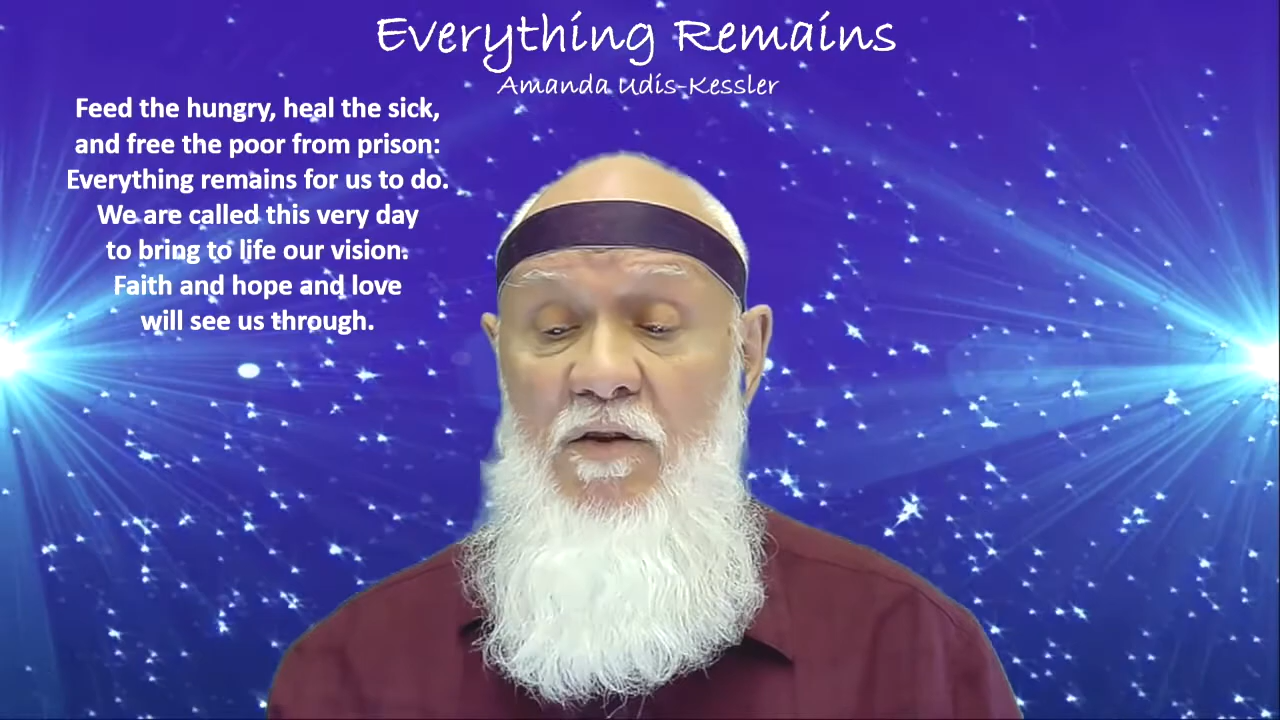 Everything Remains
Amanda Udis-Kessler
Feed the hungry, heal the sick,
and free the poor from prison:
Everything remains for us to do.
We are called this very day
to bring to life our vision.
Faith and hope and love
will see us through.